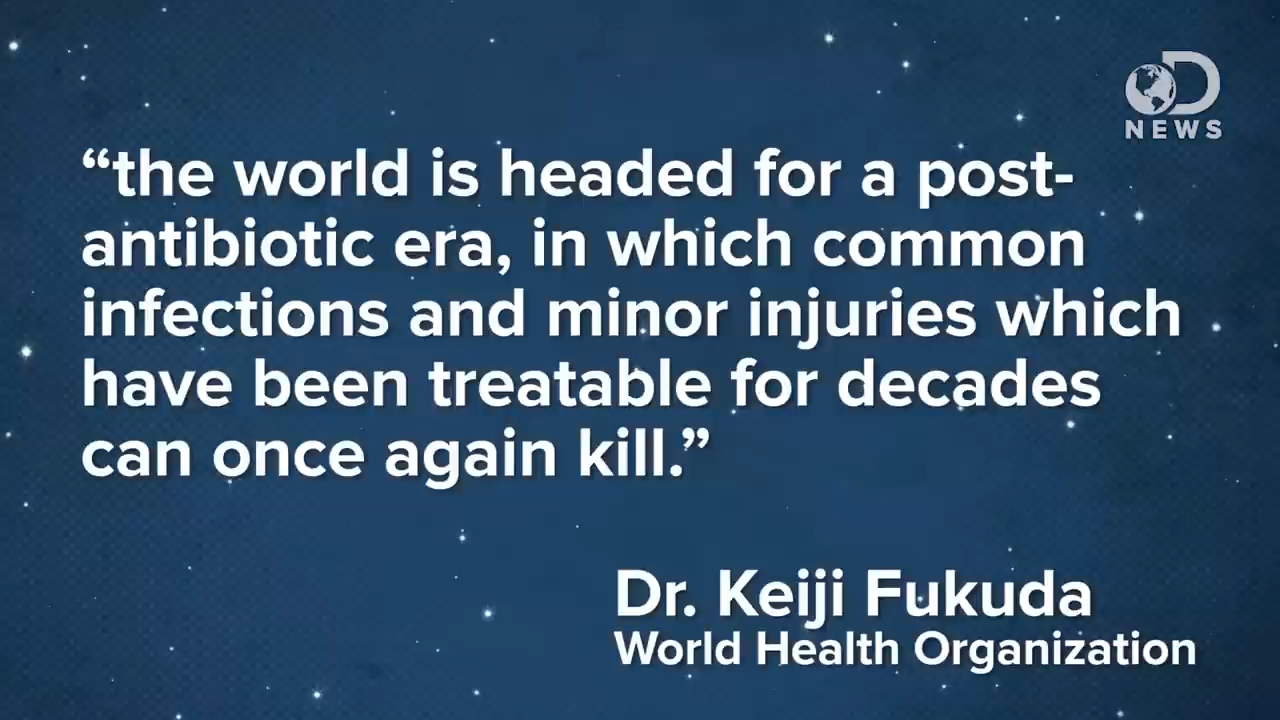 NEWS
“the world is headed for a post-
antibiotic era, in which common
infections and minor injuries which
have been treatable for decades
can once again kill.”
Dr. Keiji Fukuda
World Health Organization